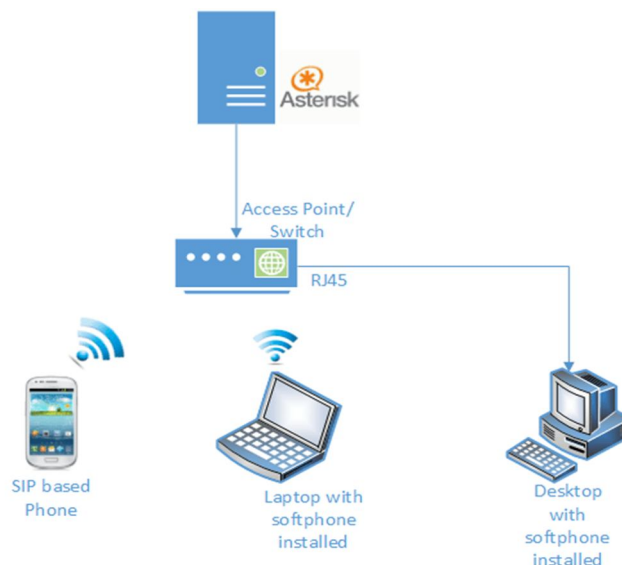 Asterisk
Access Point/
Switch
RJ45
SIP based
Phone
Laptop with
softphone
installed
Desktop
with
softphone
installed